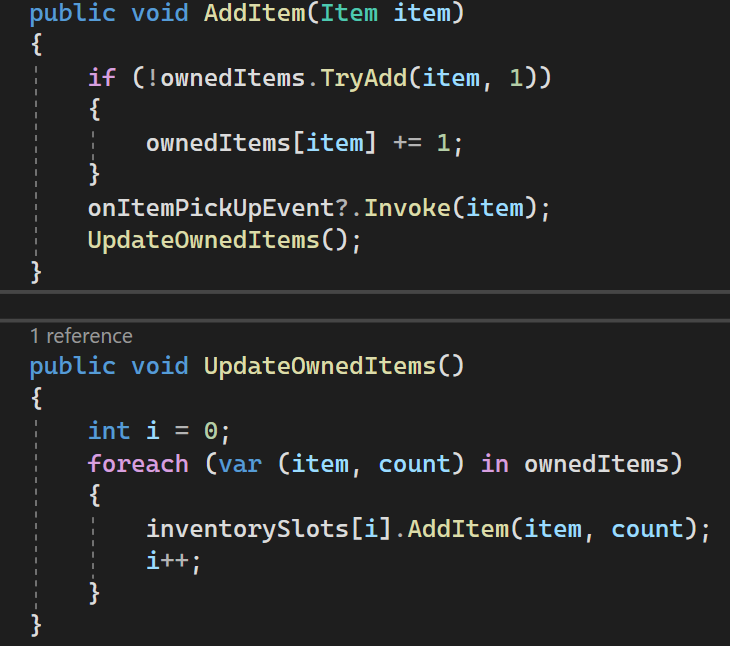 public void AddItem(Item item)
{
if (!ownedItems.TryAdd(item, 1))
{
ownedItems[item] += 1;
}
onItemPickUpEvent?.Invoke(item);
UpdateOwnedItems();
}
1 reference
public void UpdateOwnedItems()
{
int i = 0;
foreach (var (item, count) in ownedItems)
{
inventorySlots[i].AddItem(item, count);
i++;
}
}